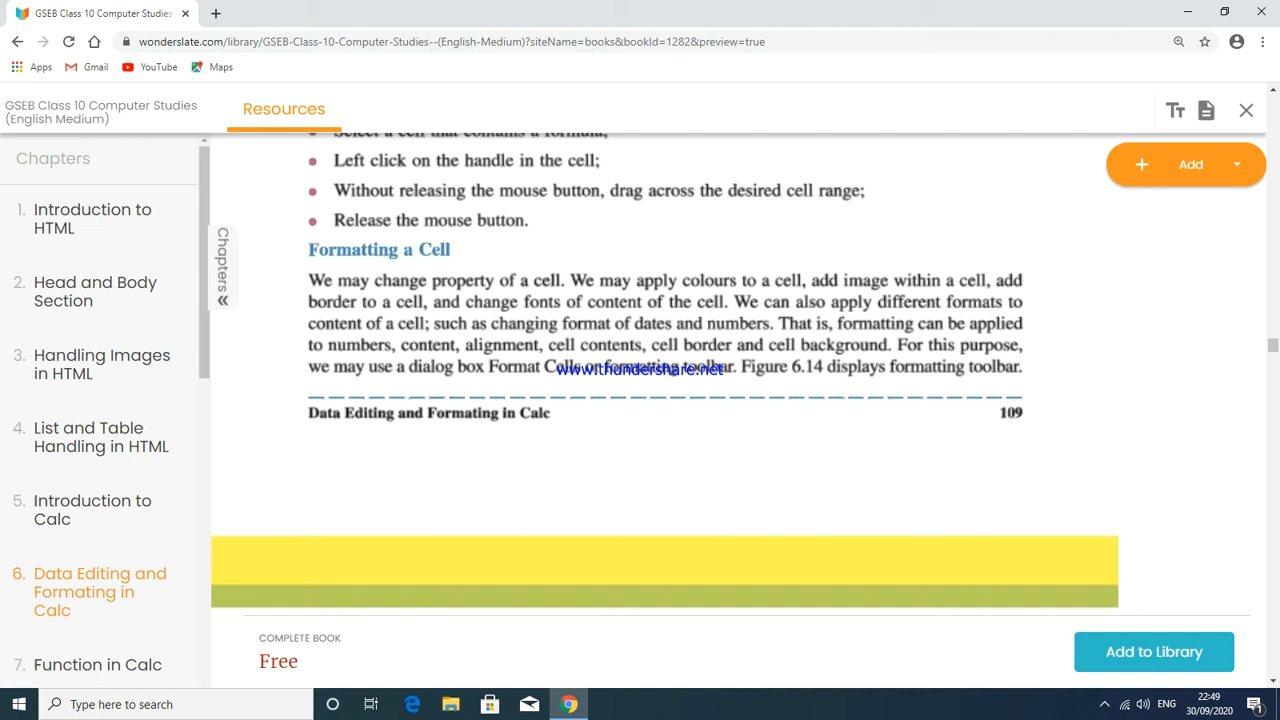 GSEB Class 10 Computer Studies
wonderslate.com/library/GSEB-Class-10-Computer-Studies--(English-Medium)?siteName=books&bookId=1282&preview=true
Apps Gmail YouTube Maps
GSEB Class 10 Computer Studies
(English Medium)
Resources
Add
Chapters
1. Introduction to
HTML
2. Head and Body
Section
3. Handling Images
in HTML
4. List and Table
Handling in HTML
5. Introduction to
Calc
6. Data Editing and
Formating in
Calc
7. Function in Calc
Chapters
Select a cell that contains a formula;
Left click on the handle in the cell;
Without releasing the mouse button, drag across the desired cell range;
Release the mouse button.
Formatting a Cell
We may change property of a cell. We may apply colours to a cell, add image within a cell, add
border to a cell, and change fonts of content of the cell. We can also apply different formats to
content of a cell; such as changing format of dates and numbers. That is, formatting can be applied
to numbers, content, alignment, cell contents, cell border and cell background. For this purpose,
we may use a dialog box Format Cells or formatting toolbar. Figure 6.14 displays formatting toolbar.
www.thundershare.net
Data Editing and Formating in Calc 109
COMPLETE BOOK
Free
Add to Library
Type here to search
ENG
22:49
30/09/2020
1